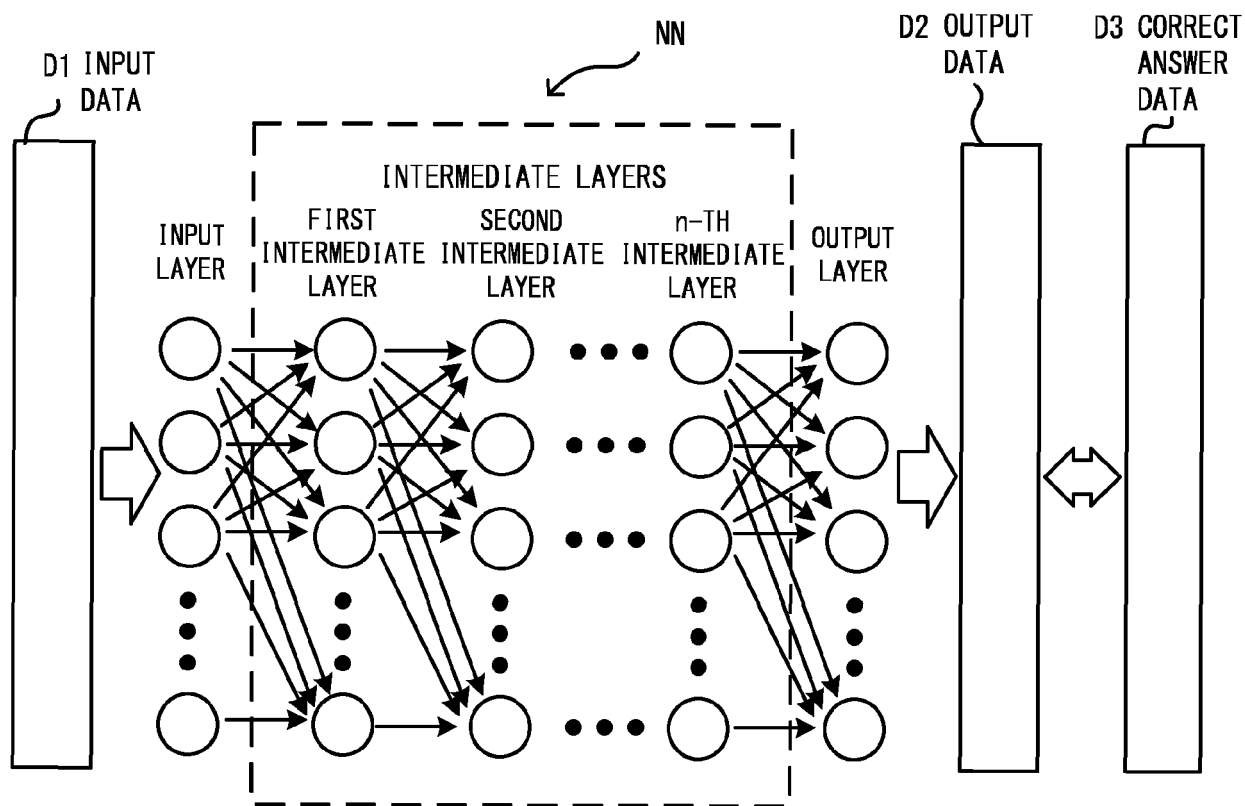 NN
D1 INPUT
DATA
D2 OUTPUT
DATA
D3 CORRECT
ANSWER
DATA
INTERMEDIATE LAYERS
INPUT
LAYER
FIRST
INTERMEDIATE
LAYER
SECOND
INTERMEDIATE
LAYER
n-TH
INTERMEDIATE
LAYER
OUTPUT
LAYER